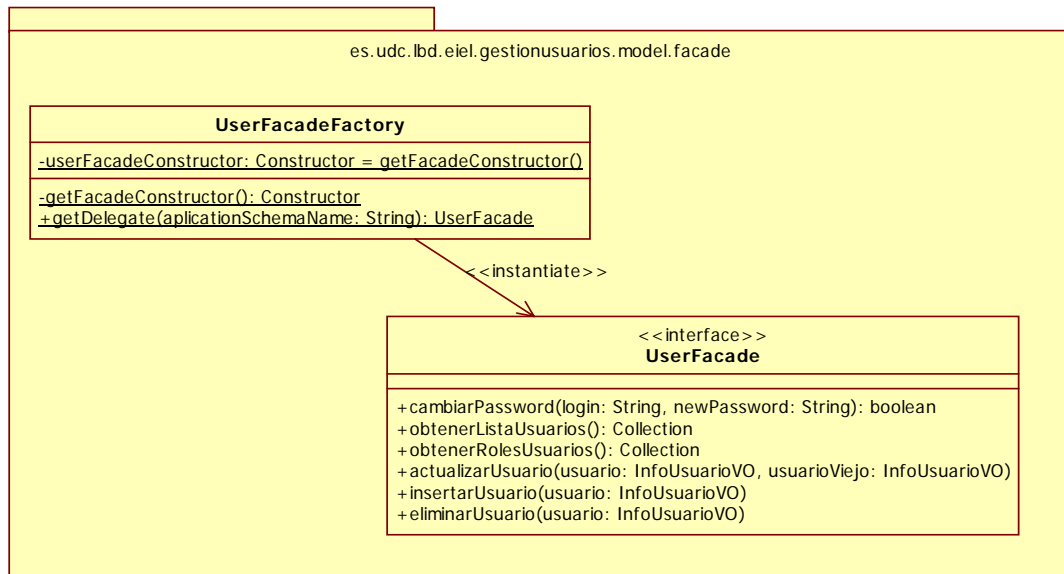 es.udc.lbd.eiel.gestionusuarios.model.facade
UserFacadeFactory
-userFacadeConstructor: Constructor = getFacadeConstructor()
-getFacadeConstructor(): Constructor
+getDelegate(aplicationSchemaName: String): UserFacade
<<instantiate>>
<<interface>>
UserFacade
+cambiarPassword(login: String, newPassword: String): boolean
+obtenerListaUsuarios(): Collection
+obtenerRolesUsuarios(): Collection
+actualizarUsuario(usuario: InfoUsuarioVO, usuarioViejo: InfoUsuarioVO)
+insertarUsuario(usuario: InfoUsuarioVO)
+eliminarUsuario(usuario: InfoUsuarioVO)